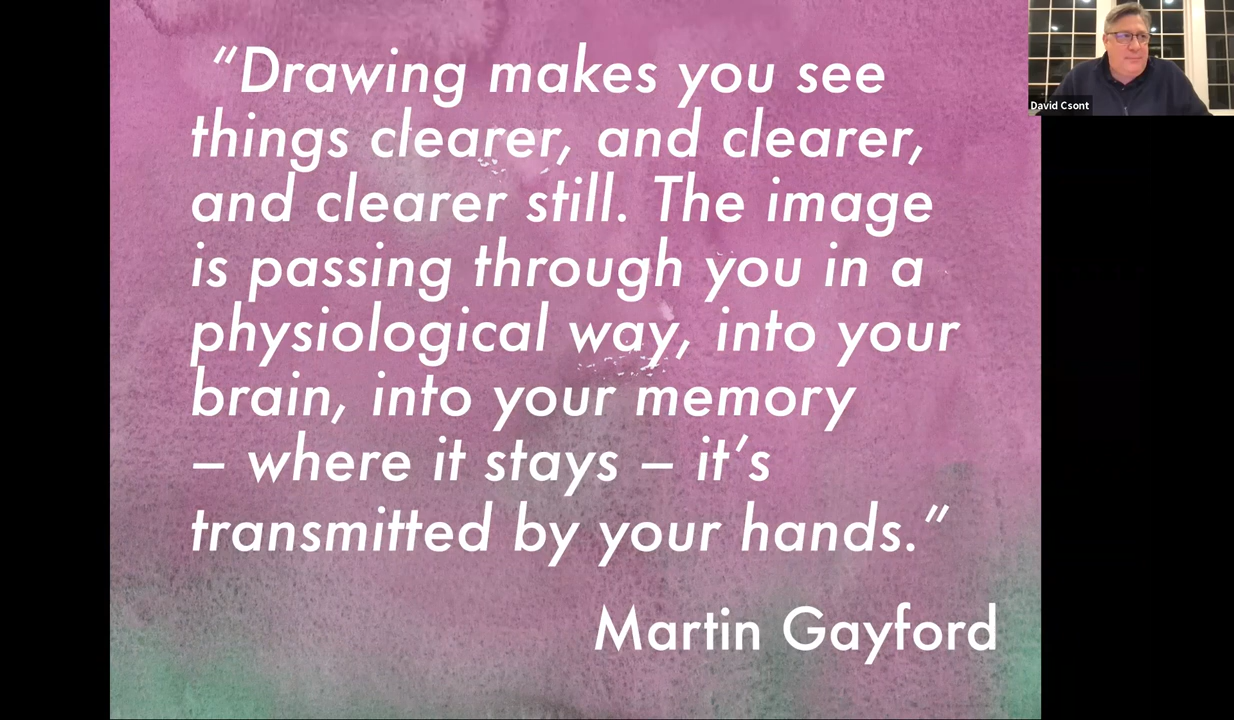 “Drawing makes you see
things clearer, and clearer,
and clearer still. The image
is passing through you in a
physiological way, into your
brain, into your memory
– where it stays – it’s
transmitted by your hands.”
Martin Gayford
David Csont